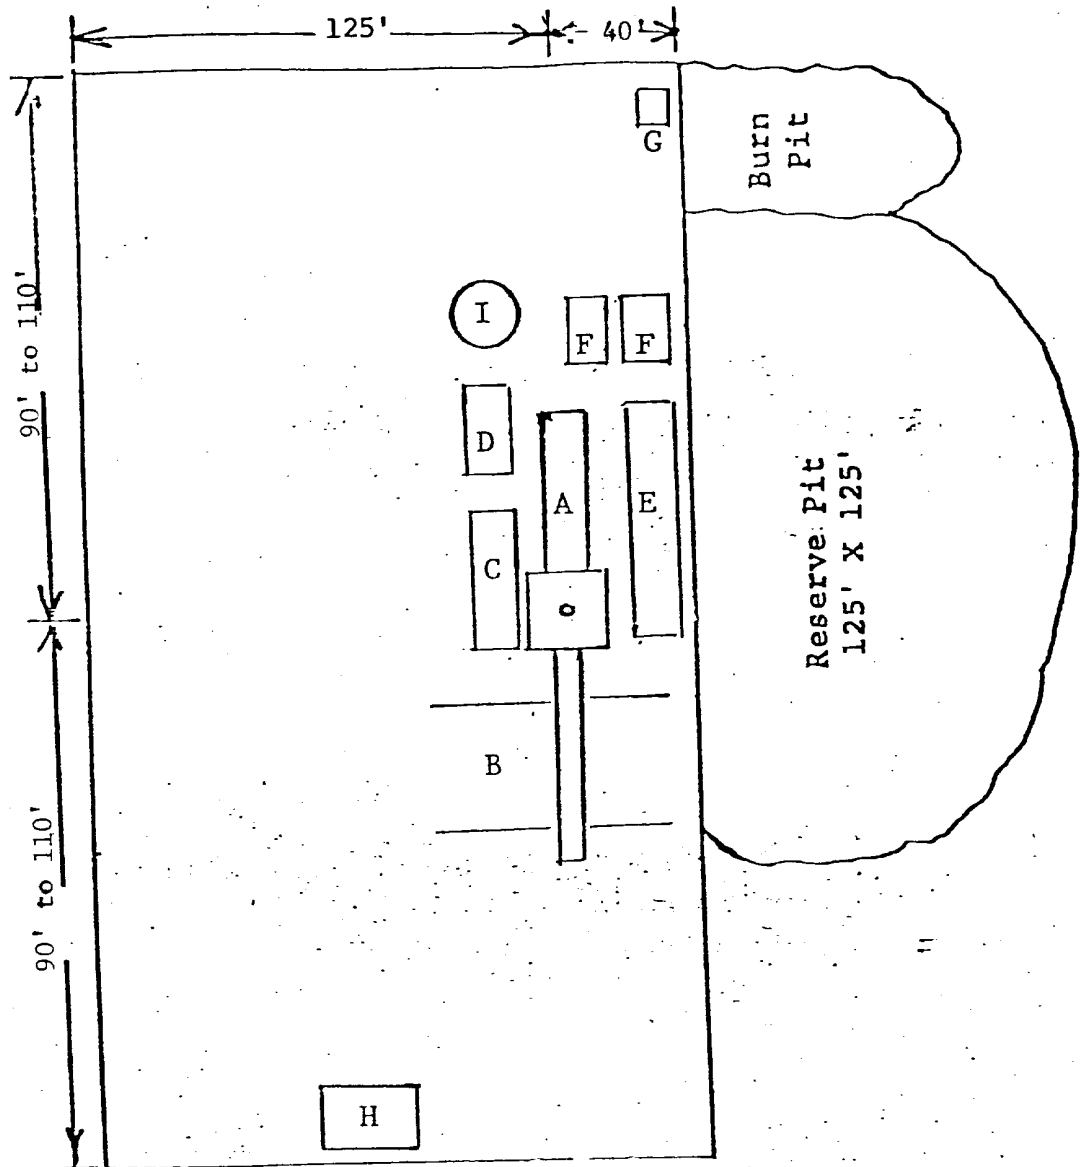 125'
40'
G
Burn
Pit
90' to 110'
I
F
F
D
A
E
C
Reserve Pit
125' X 125'
B
90' to 110'
H